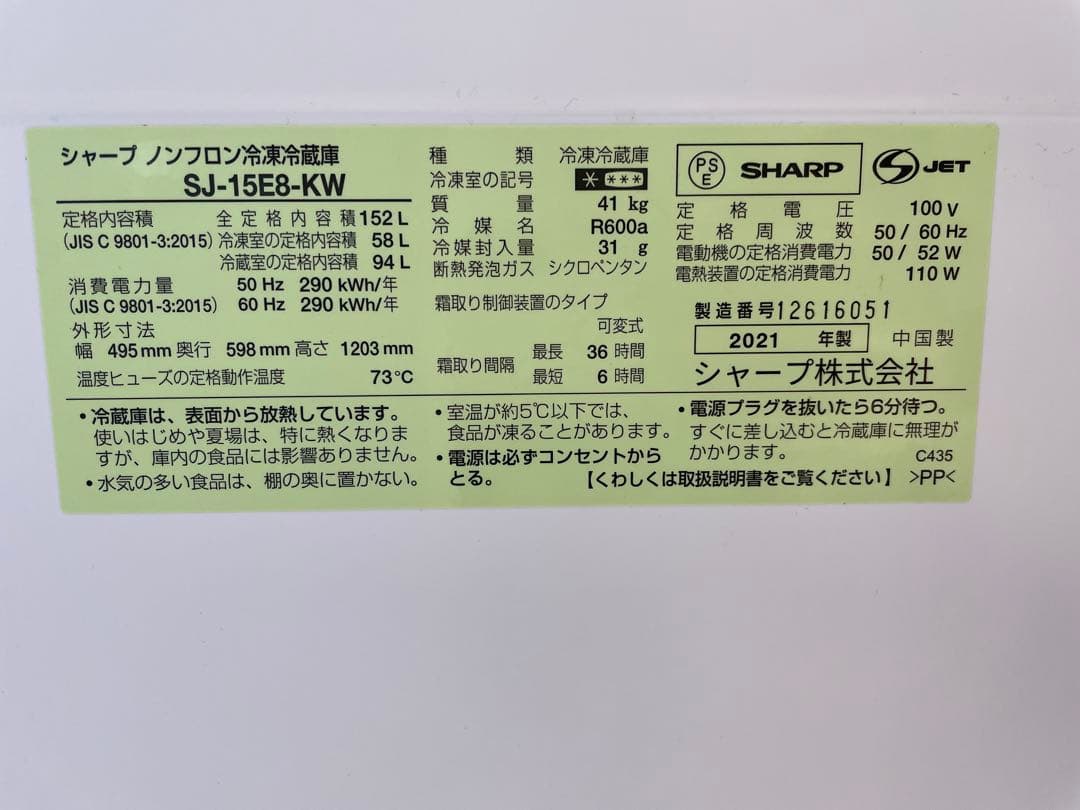 シャープ ノンフロン冷凍冷蔵庫
SJ-15E8-KW
定格内容積 全定格内容積 152 L
(JIS C 9801-3:2015) 冷凍室の定格内容積 58 L
冷蔵室の定格内容積 94 L
消費電力量 50 Hz 290 kWh/年
(JIS C 9801-3:2015) 60 Hz 290 kWh/年
外形寸法
幅 495 mm 奥行 598 mm 高さ 1203 mm
温度ヒューズの定格動作温度 73℃
種類 冷凍冷蔵庫
冷凍室の記号 * ***
質量 41 kg
冷媒名 R600a
冷媒封入量 31 g
断熱発泡ガス シクロペンタン
霜取り制御装置のタイプ
可変式
霜取り間隔 最長 36 時間
最短 6 時間
PSE SHARP
S JET
定格電圧 100 V
定格周波数 50 / 60 Hz
電動機の定格消費電力 50 / 52 W
電熱装置の定格消費電力 110 W
製造番号 12616051
2021 年製 中国製
シャープ株式会社
・冷蔵庫は、表面から放熱しています。
使いはじめや夏場は、特に熱くなりま
すが、庫内の食品には影響ありません。
・水気の多い食品は、棚の奥に置かない。
・室温が約5℃以下では、
食品が凍ることがあります。
・電源は必ずコンセントから
とる。
・電源プラグを抜いたら6分待つ。
すぐに差し込むと冷蔵庫に無理が
かかります。
C435
【くわしくは取扱説明書をご覧ください】 >PP<